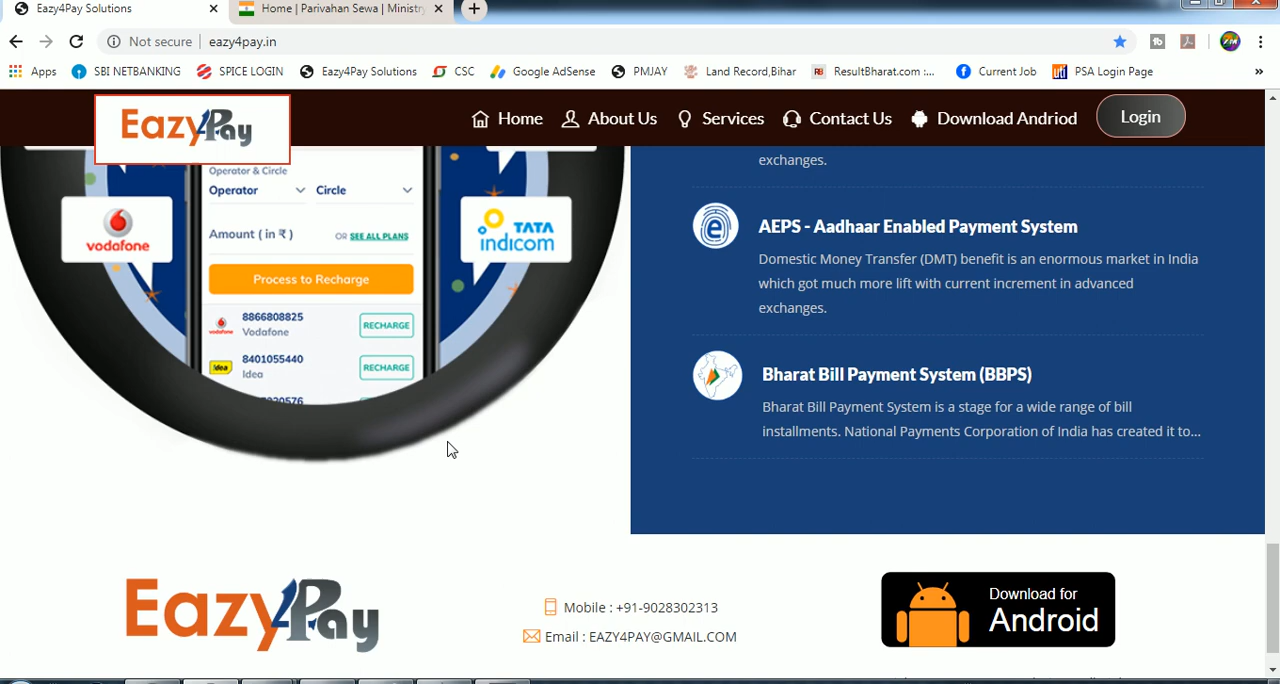 Eazy4Pay Solutions
Home | Parivahan Sewa | Ministry
Not secure | eazy4pay.in
Apps SBI NETBANKING SPICE LOGIN Eazy4Pay Solutions CSC Google AdSense PMJAY Land Record,Bihar ResultBharat.com :... Current Job PSA Login Page »
Eazy4Pay
Home About Us Services Contact Us Download Andriod Login
Operator & Circle
Operator Circle
Amount ( in ₹ ) OR SEE ALL PLANS
Process to Recharge
8866808825
Vodafone
RECHARGE
8401055440
Idea
RECHARGE
vodafone
TATA
indicom
exchanges.
AEPS - Aadhaar Enabled Payment System
Domestic Money Transfer (DMT) benefit is an enormous market in India
which got much more lift with current increment in advanced
exchanges.
Bharat Bill Payment System (BBPS)
Bharat Bill Payment System is a stage for a wide range of bill
installments. National Payments Corporation of India has created it to...
Eazy4Pay
Mobile : +91-9028302313
Email : EAZY4PAY@GMAIL.COM
Download for
Android